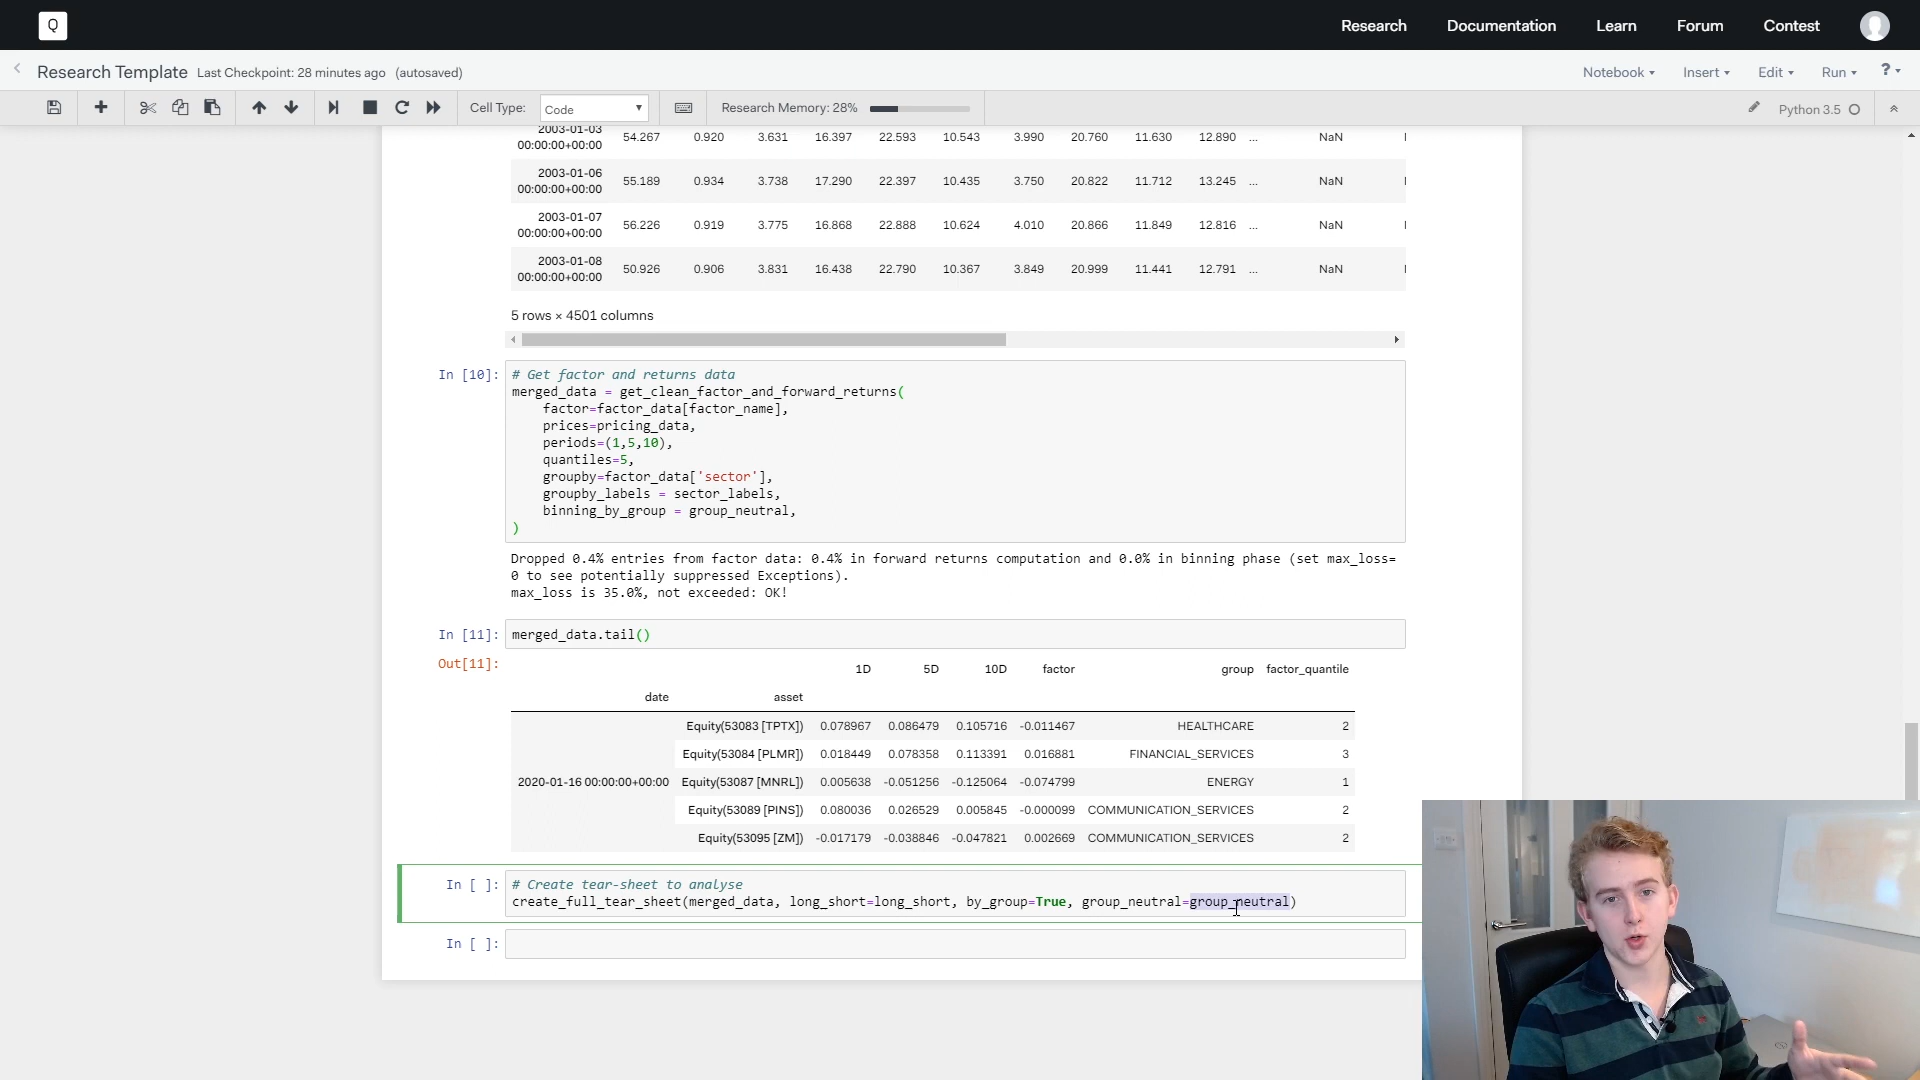 Q
Research Documentation Learn Forum Contest
Research Template Last Checkpoint: 28 minutes ago (autosaved)
Notebook Insert Edit Run ?
Cell Type: Code Research Memory: 28% Python 3.5
2003-01-03
00:00:00+00:00 54.267 0.920 3.631 16.397 22.593 10.543 3.990 20.760 11.630 12.890 ... NaN
2003-01-06
00:00:00+00:00 55.189 0.934 3.738 17.290 22.397 10.435 3.750 20.822 11.712 13.245 ... NaN
2003-01-07
00:00:00+00:00 56.226 0.919 3.775 16.868 22.888 10.624 4.010 20.866 11.849 12.816 ... NaN
2003-01-08
00:00:00+00:00 50.926 0.906 3.831 16.438 22.790 10.367 3.849 20.999 11.441 12.791 ... NaN
5 rows × 4501 columns
In [10]: # Get factor and returns data
merged_data = get_clean_factor_and_forward_returns(
factor=factor_data[factor_name],
prices=pricing_data,
periods=(1,5,10),
quantiles=5,
groupby=factor_data['sector'],
groupby_labels = sector_labels,
binning_by_group = group_neutral,
)
Dropped 0.4% entries from factor data: 0.4% in forward returns computation and 0.0% in binning phase (set max_loss=
0 to see potentially suppressed Exceptions).
max_loss is 35.0%, not exceeded: OK!
In [11]: merged_data.tail()
Out[11]:
1D 5D 10D factor group factor_quantile
date asset
Equity(53083 [TPTX]) 0.078967 0.086479 0.105716 -0.011467 HEALTHCARE 2
Equity(53084 [PLMR]) 0.018449 0.078358 0.113391 0.016881 FINANCIAL_SERVICES 3
2020-01-16 00:00:00+00:00 Equity(53087 [MNRL]) 0.005638 -0.051256 -0.125064 -0.074799 ENERGY 1
Equity(53089 [PINS]) 0.080036 0.026529 0.005845 -0.000099 COMMUNICATION_SERVICES 2
Equity(53095 [ZM]) -0.017179 -0.038846 -0.047821 0.002669 COMMUNICATION_SERVICES 2
In [ ]: # Create tear-sheet to analyse
create_full_tear_sheet(merged_data, long_short=long_short, by_group=True, group_neutral=group_neutral)
In [ ]: